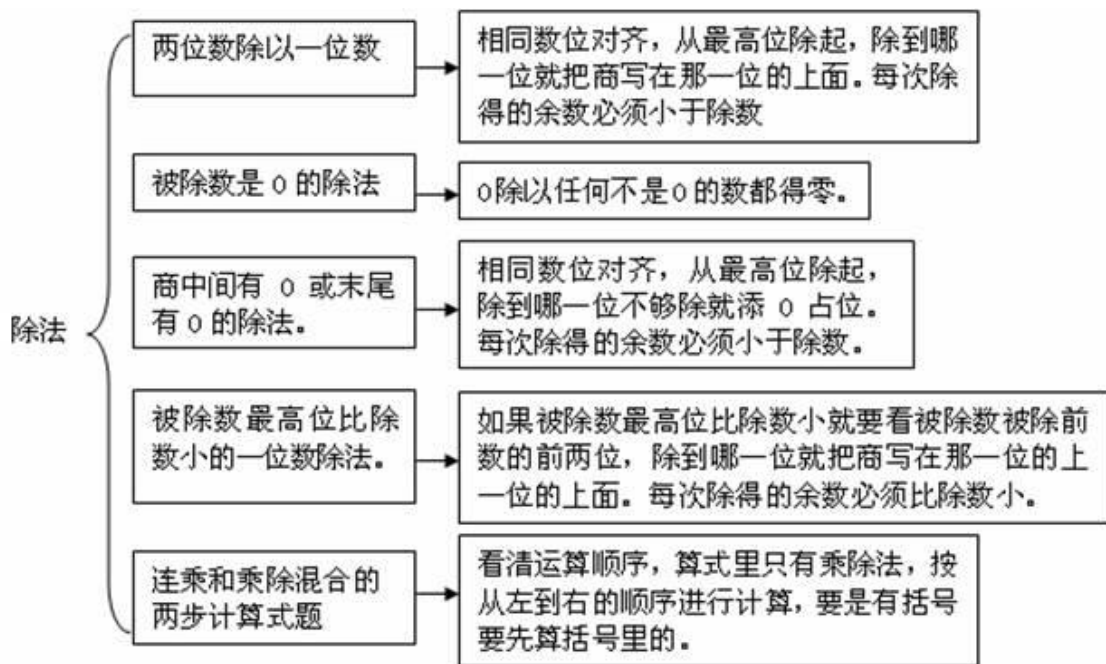 除法
两位数除以一位数
相同数位对齐，从最高位除起，除到哪
一位就把商写在那一位的上面。每次除
得的余数必须小于除数
被除数是 0 的除法
0除以任何不是0的数都得零。
商中间有 0 或末尾
有 0 的除法。
相同数位对齐，从最高位除起，
除到哪一位不够除就添 0 占位。
每次除得的余数必须小于除数。
被除数最高位比除
数小的一位数除法。
如果被除数最高位比除数小就要看被除数被除前
数的前两位，除到哪一位就把商写在那一位的上
一位的上面。每次除得的余数必须比除数小。
连乘和乘除混合的
两步计算式题
看清运算顺序，算式里只有乘除法，按
从左到右的顺序进行计算，要是有括号
要先算括号里的。